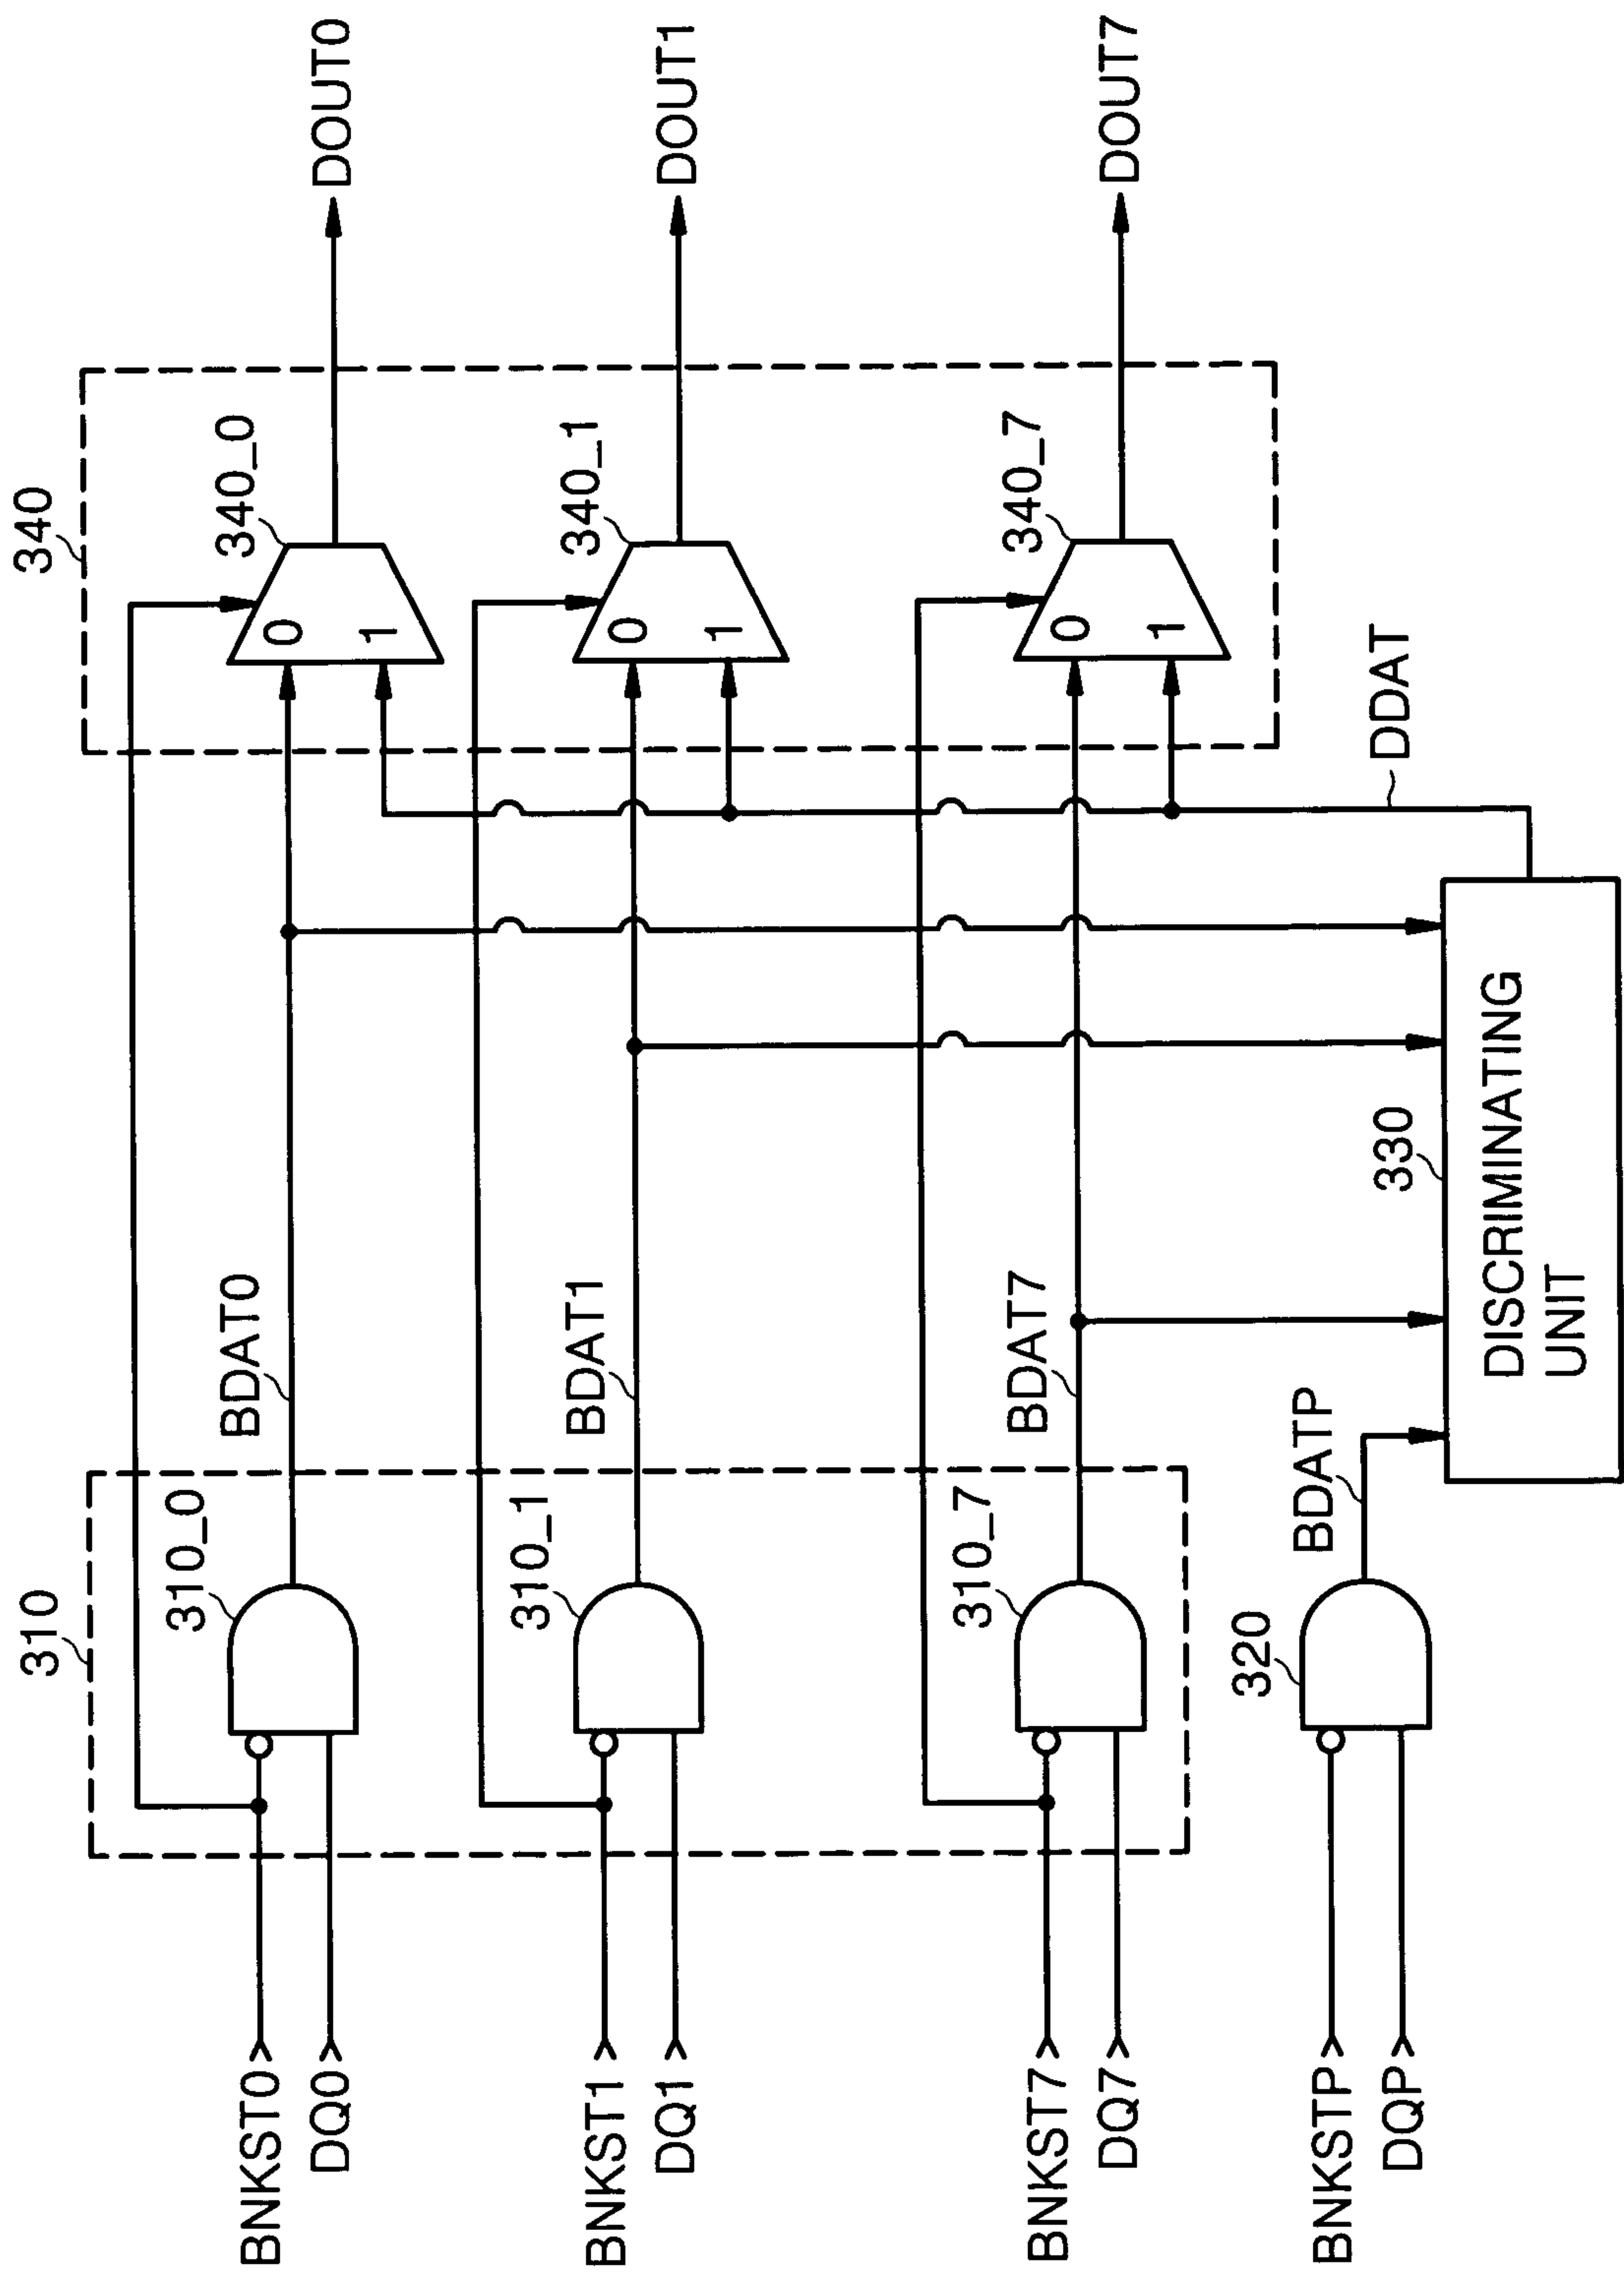 310
340
BNKST0
DQ0
310_0
BDAT0
340_0
0
1
DOUT0
BNKST1
DQ1
310_1
BDAT1
340_1
0
1
DOUT1
BNKST7
DQ7
310_7
BDAT7
340_7
0
1
DOUT7
BNKSTP
DQP
320
BDATP
330
DISCRIMINATING
UNIT
DDAT